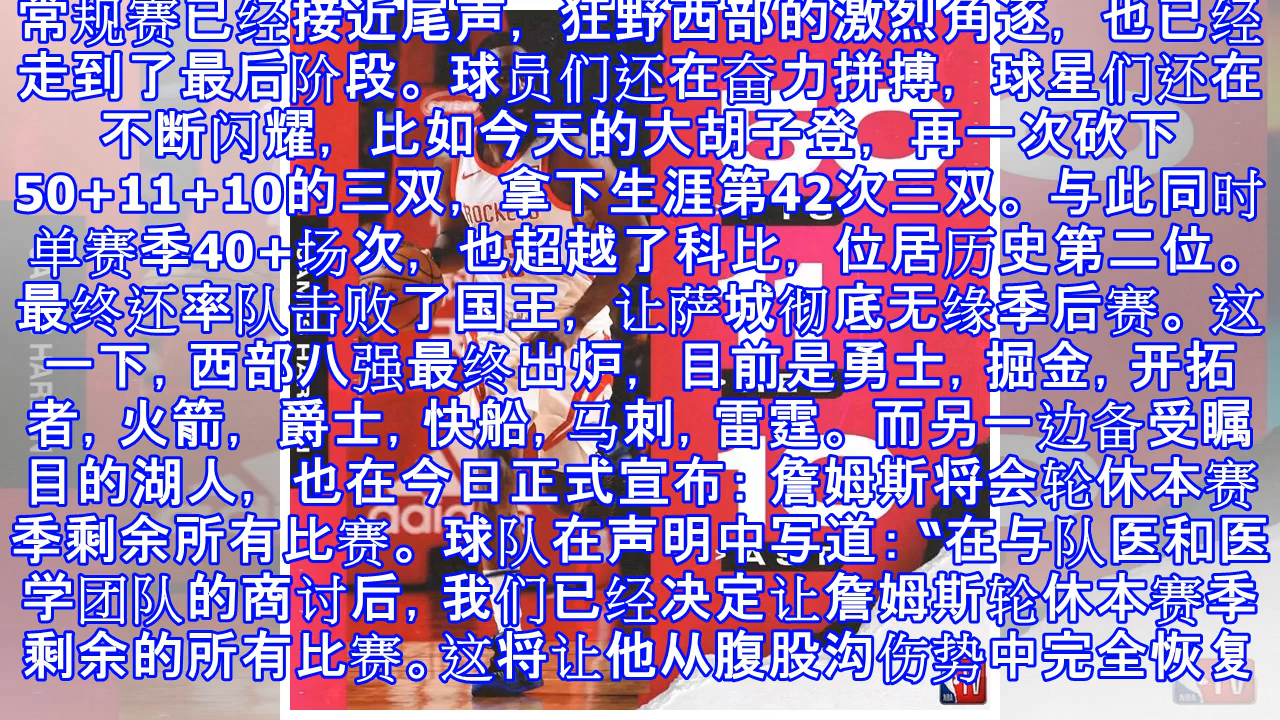 常规赛已经接近尾声，狂野西部的激烈角逐，也已经
走到了最后阶段。球员们还在奋力拼搏，球星们还在
不断闪耀，比如今天的大胡子登，再一次砍下
50+11+10的三双，拿下生涯第42次三双。与此同时
单赛季40+场次，也超越了科比，位居历史第二位。
最终还率队击败了国王，让萨城彻底无缘季后赛。这
一下，西部八强最终出炉，目前是勇士，掘金，开拓
者，火箭，爵士，快船，马刺，雷霆。而另一边备受瞩
目的湖人，也在今日正式宣布：詹姆斯将会轮休本赛
季剩余所有比赛。球队在声明中写道：“在与队医和医
学团队的商讨后，我们已经决定让詹姆斯轮休本赛季
剩余的所有比赛。这将让他从腹股沟伤势中完全恢复
ROCKETS
adidas
50
11
10
NBA TV